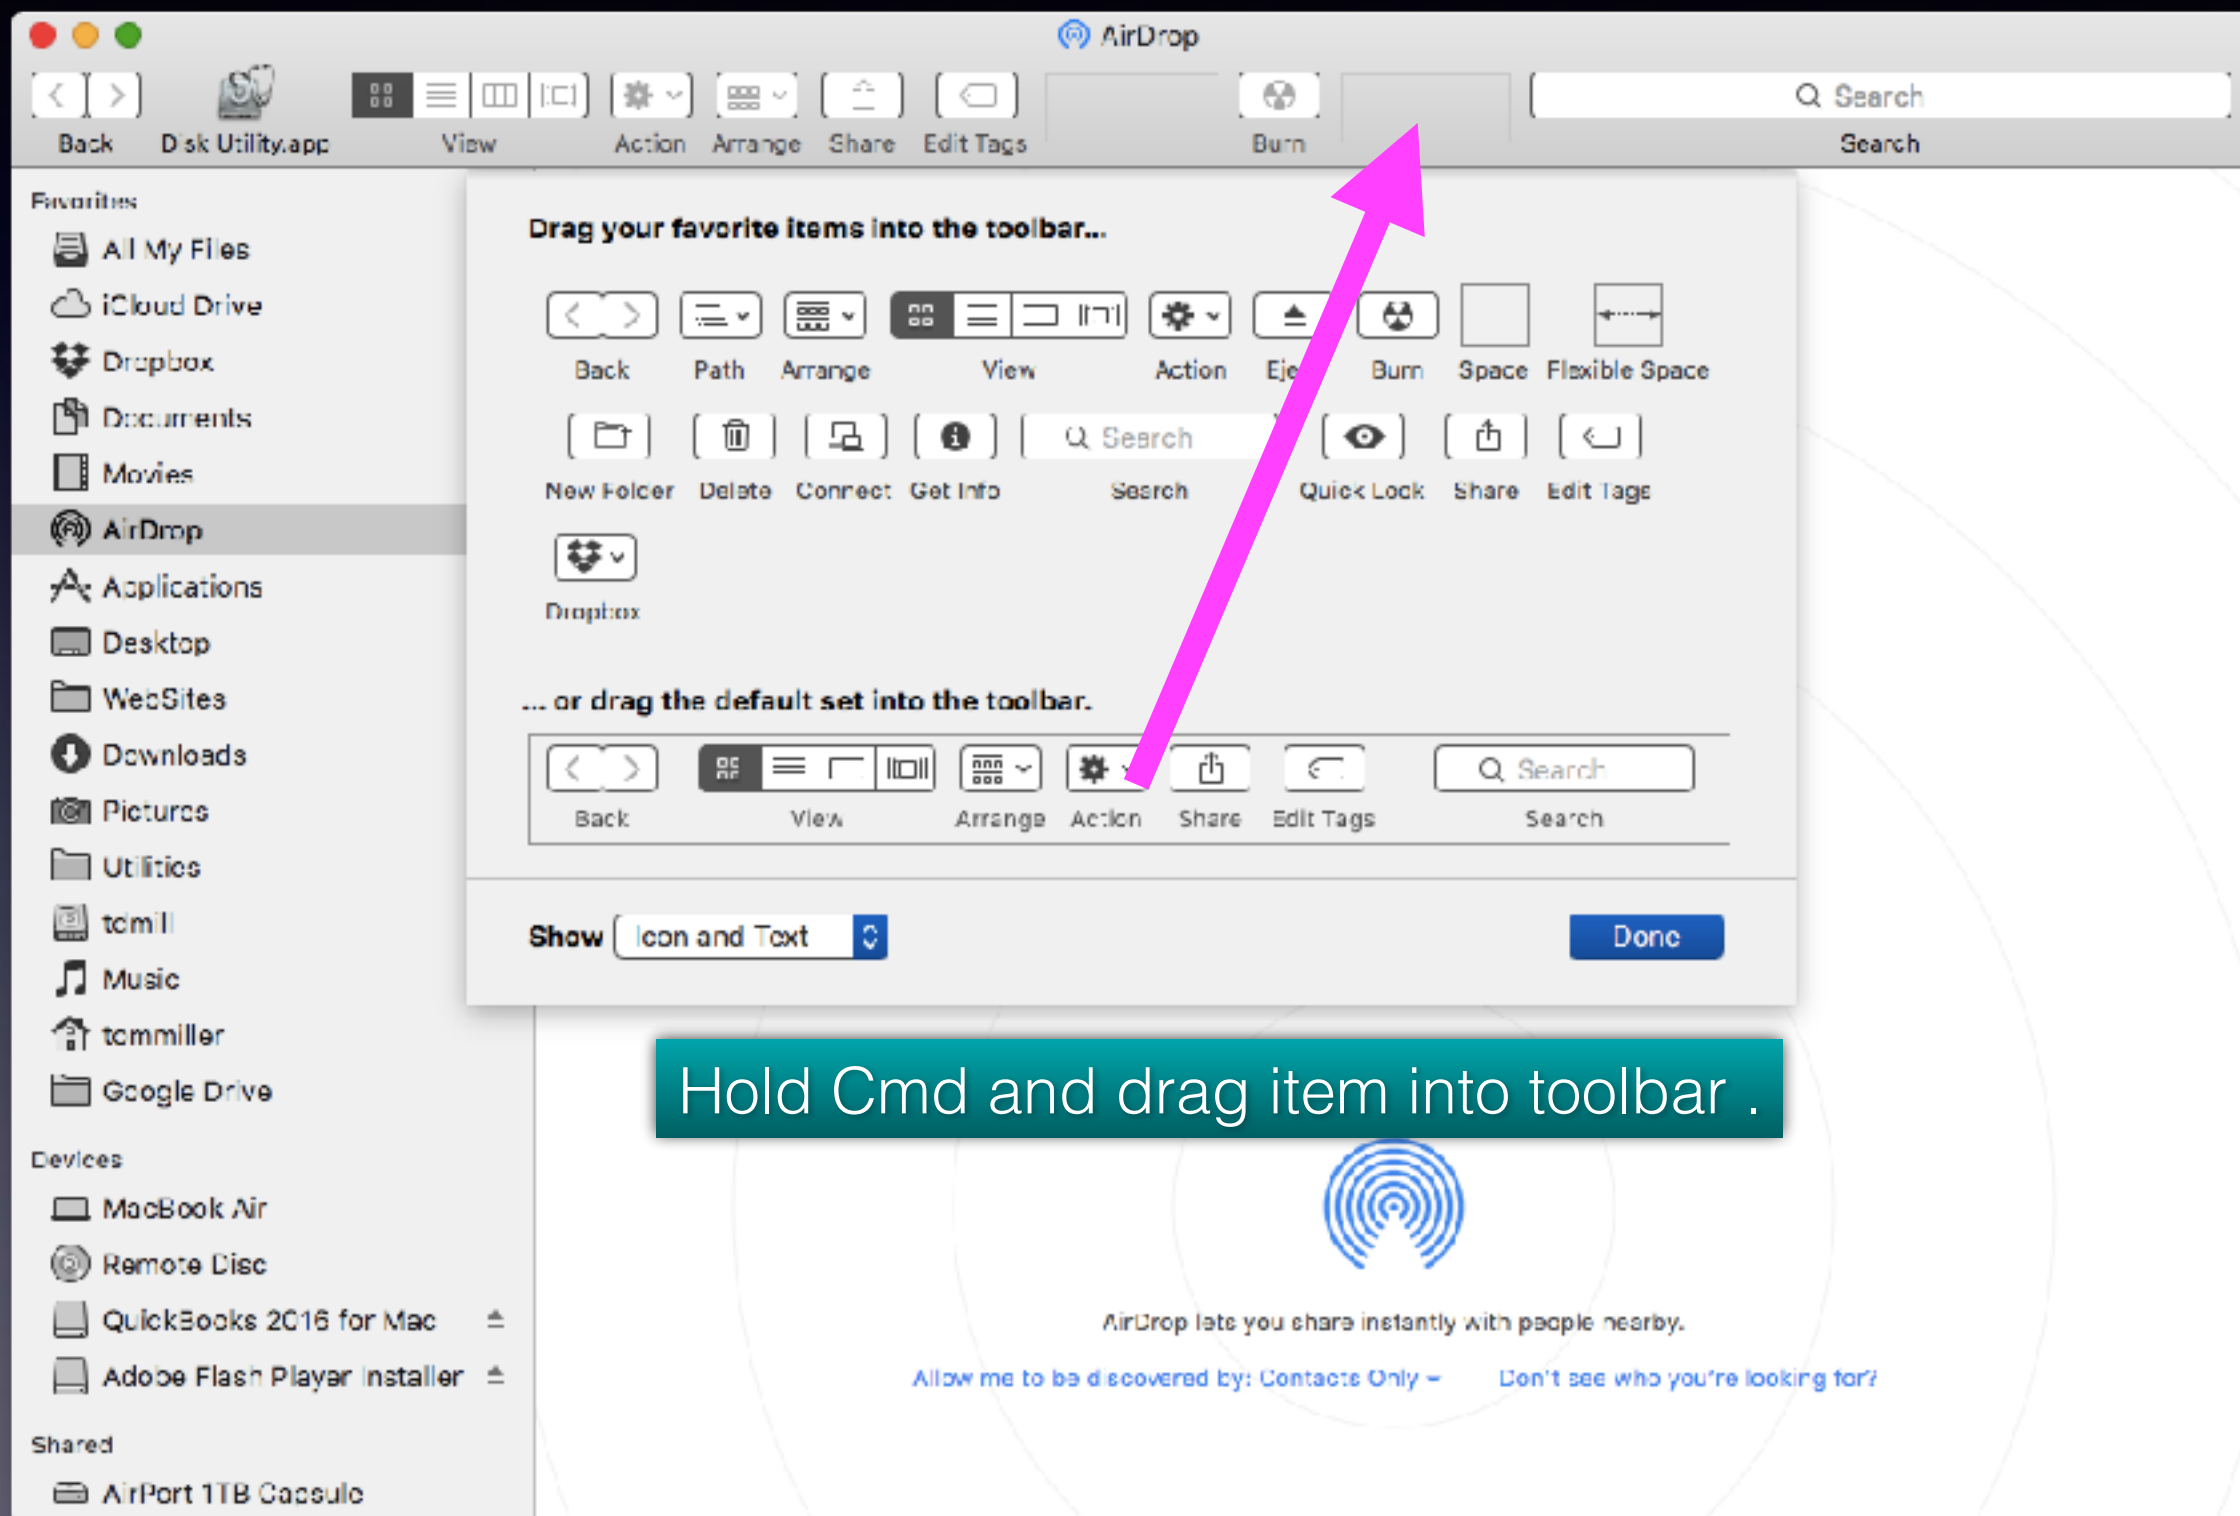 AirDrop
Search
Back Disk Utility.app View Action Arrange Share Edit Tags Burn Search
Favorites
All My Files
iCloud Drive
Dropbox
Documents
Movies
AirDrop
Applications
Desktop
WebSites
Downloads
Pictures
Utilities
tdmill
Music
tommiller
Google Drive
Devices
MacBook Air
Remote Disc
QuickBooks 2016 for Mac
Adobe Flash Player Installer
Shared
AirPort 1TB Capsule
Drag your favorite items into the toolbar...
Back Path Arrange View Action Eje Burn Space Flexible Space
Search
New Folder Delete Connect Get Info Search Quick Look Share Edit Tags
Dropbox
... or drag the default set into the toolbar.
Search
Back View Arrange Action Share Edit Tags Search
Show Icon and Text Done
Hold Cmd and drag item into toolbar .
AirDrop lets you share instantly with people nearby.
Allow me to be discovered by: Contacts Only Don't see who you're looking for?